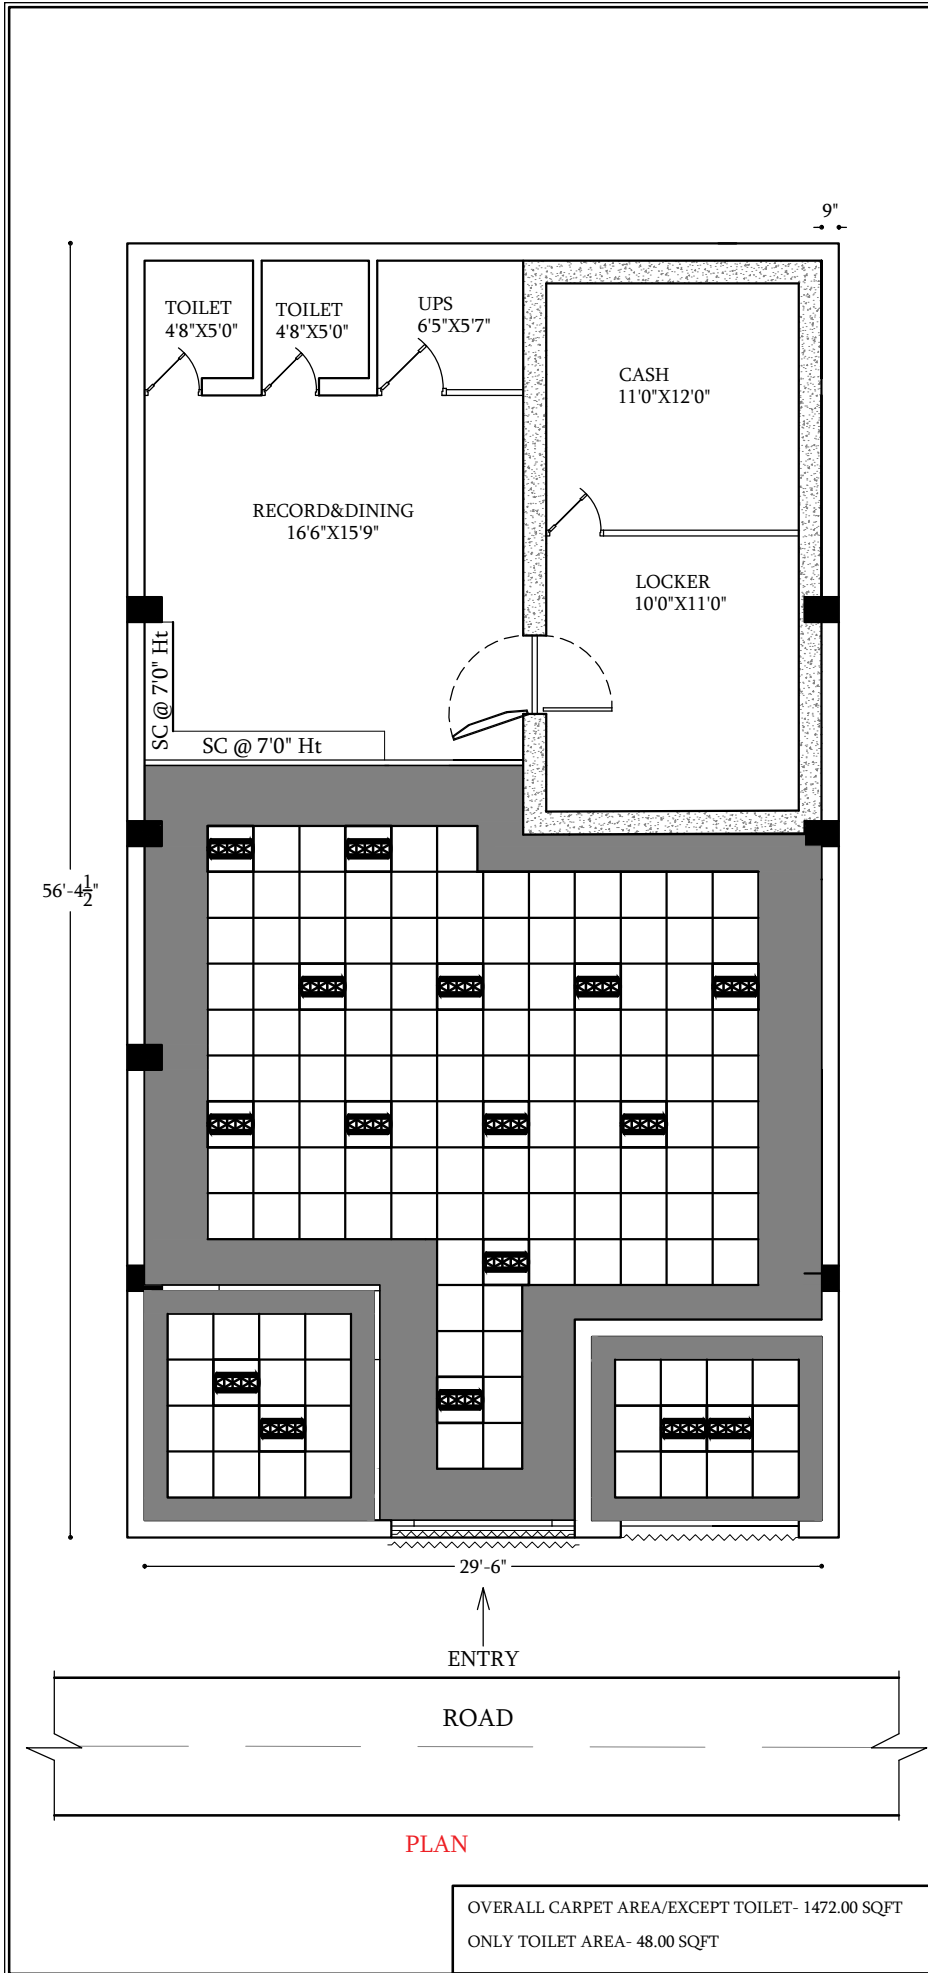 9"
TOILET
4'8"X5'0"
TOILET
4'8"X5'0"
UPS
6'5"X5'7"
CASH
11'0"X12'0"
RECORD&DINING
16'6"X15'9"
LOCKER
10'0"X11'0"
SC @ 7'0" Ht
SC @ 7'0" Ht
56'-4½"
29'-6"
ENTRY
ROAD
PLAN
OVERALL CARPET AREA/EXCEPT TOILET- 1472.00 SQFT
ONLY TOILET AREA- 48.00 SQFT